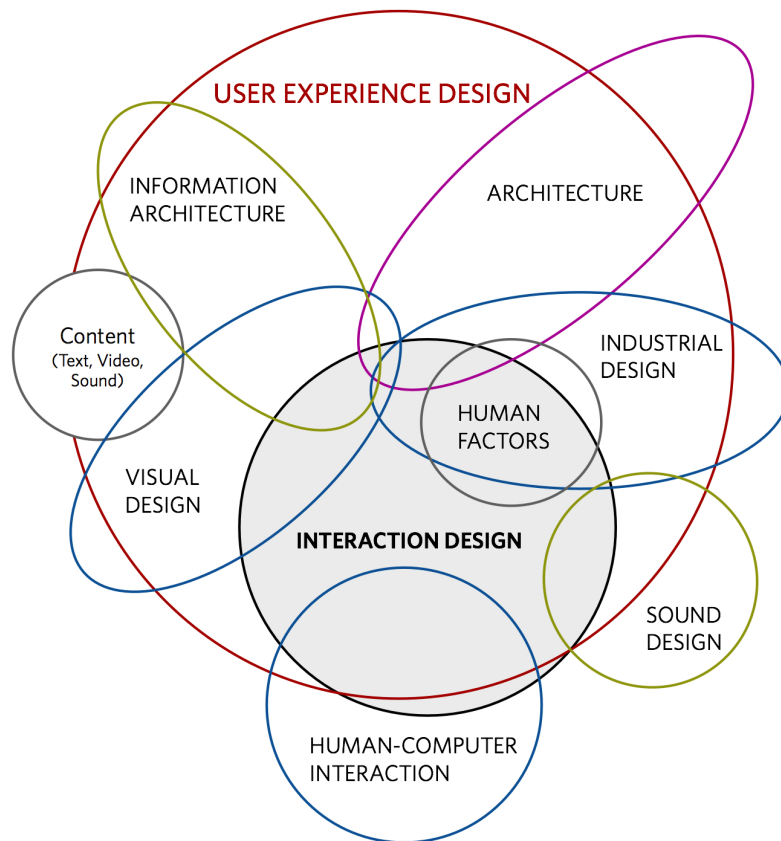 USER EXPERIENCE DESIGN
INFORMATION
ARCHITECTURE
ARCHITECTURE
Content
(Text, Video,
Sound)
INDUSTRIAL
DESIGN
HUMAN
FACTORS
VISUAL
DESIGN
INTERACTION DESIGN
SOUND
DESIGN
HUMAN-COMPUTER
INTERACTION